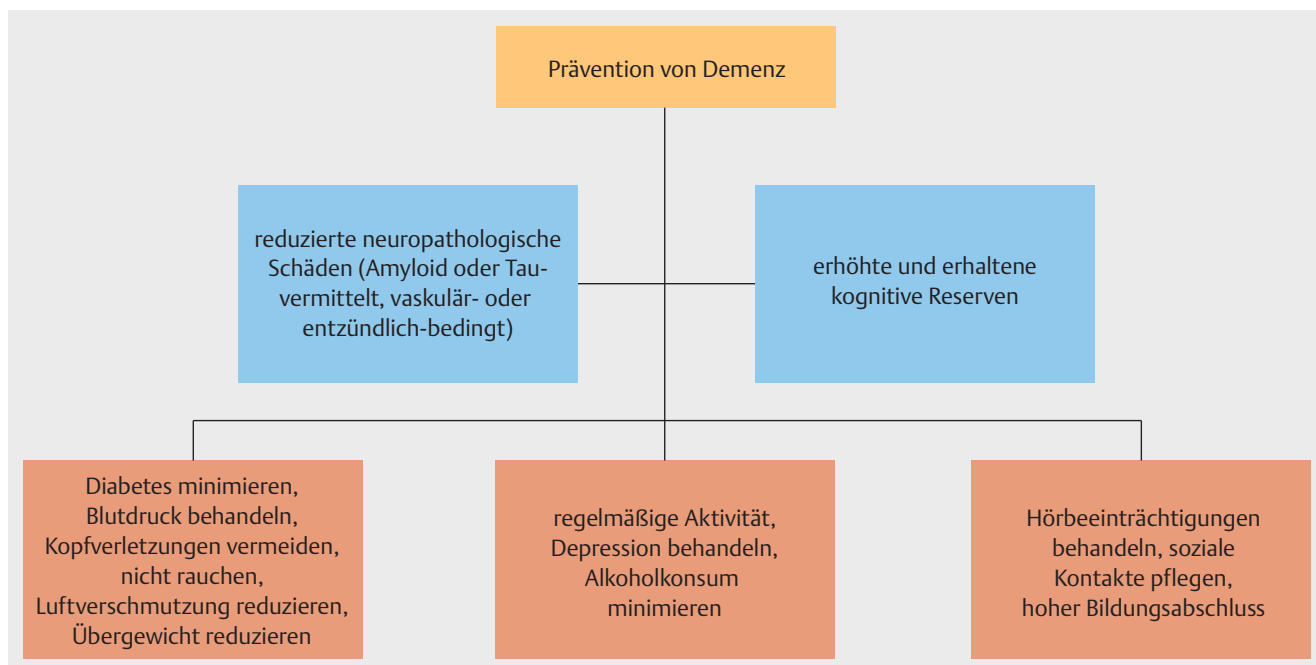 Prävention von Demenz
reduzierte neuropathologische
Schäden (Amyloid oder Tau-
vermittelt, vaskulär- oder
entzündlich-bedingt)
erhöhte und erhaltene
kognitive Reserven
Diabetes minimieren,
Blutdruck behandeln,
Kopfverletzungen vermeiden,
nicht rauchen,
Luftverschmutzung reduzieren,
Übergewicht reduzieren
regelmäßige Aktivität,
Depression behandeln,
Alkoholkonsum
minimieren
Hörbeeinträchtigungen
behandeln, soziale
Kontakte pflegen,
hoher Bildungsabschluss